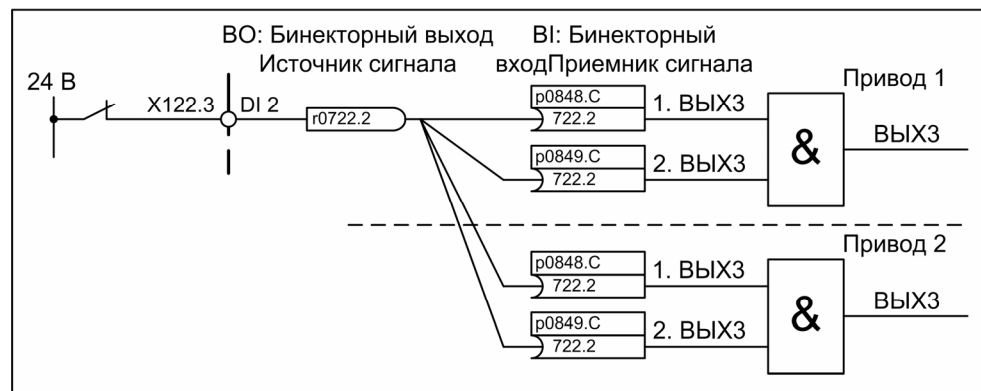 BO: Бинекторный выход
Источник сигнала
BI: Бинекторный
входПриемник сигнала
24 В
X122.3
DI 2
r0722.2
Привод 1
p0848.C
722.2
1. ВЫХ3
p0849.C
722.2
2. ВЫХ3
&
ВЫХ3
Привод 2
p0848.C
722.2
1. ВЫХ3
p0849.C
722.2
2. ВЫХ3
&
ВЫХ3